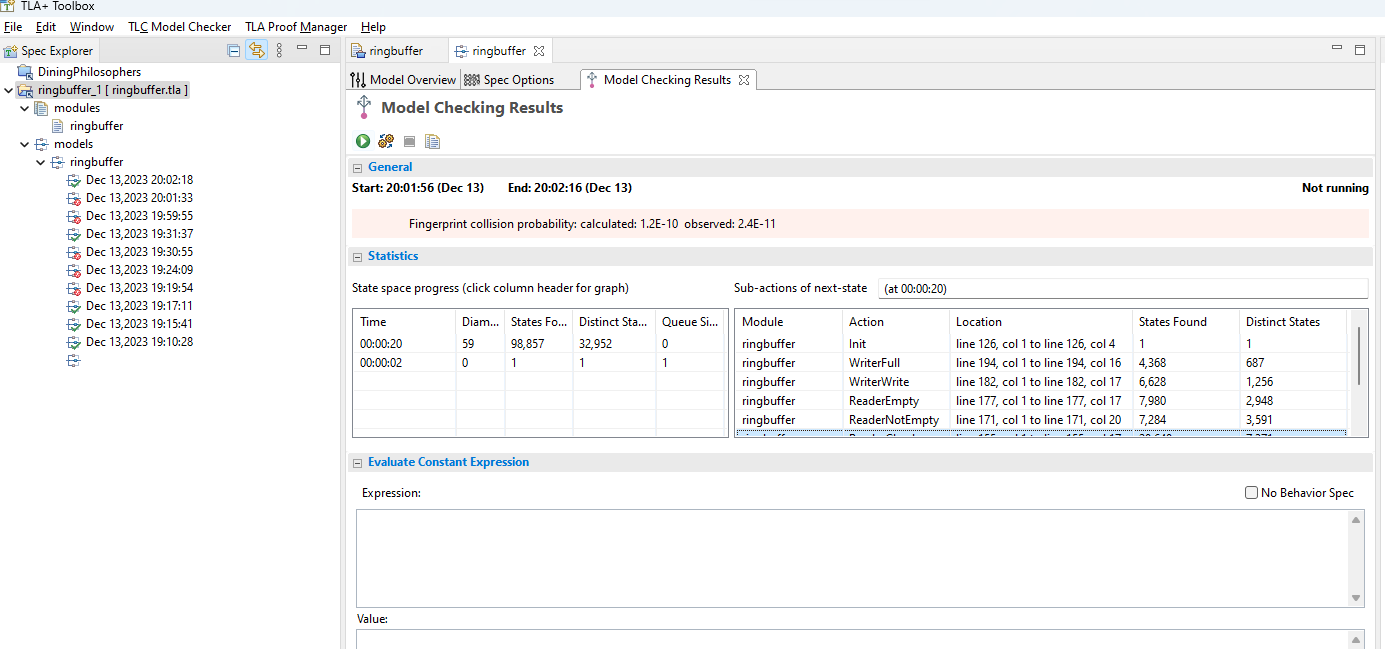 TLA+ Toolbox
File Edit Window TLC Model Checker TLA Proof Manager Help
Spec Explorer
DiningPhilosophers
ringbuffer_1 [ ringbuffer.tla ]
modules
ringbuffer
models
ringbuffer
Dec 13,2023 20:02:18
Dec 13,2023 20:01:33
Dec 13,2023 19:59:55
Dec 13,2023 19:31:37
Dec 13,2023 19:30:55
Dec 13,2023 19:24:09
Dec 13,2023 19:19:54
Dec 13,2023 19:17:11
Dec 13,2023 19:15:41
Dec 13,2023 19:10:28
ringbuffer ringbuffer
Model Overview Spec Options Model Checking Results
Model Checking Results
General
Start: 20:01:56 (Dec 13) End: 20:02:16 (Dec 13) Not running
Fingerprint collision probability: calculated: 1.2E-10 observed: 2.4E-11
Statistics
State space progress (click column header for graph)
Time Diam... States Fo... Distinct Sta... Queue Si...
00:00:20 59 98,857 32,952 0
00:00:02 0 1 1 1
Sub-actions of next-state (at 00:00:20)
Module Action Location States Found Distinct States
ringbuffer Init line 126, col 1 to line 126, col 4 1 1
ringbuffer WriterFull line 194, col 1 to line 194, col 16 4,368 687
ringbuffer WriterWrite line 182, col 1 to line 182, col 17 6,628 1,256
ringbuffer ReaderEmpty line 177, col 1 to line 177, col 17 7,980 2,948
ringbuffer ReaderNotEmpty line 171, col 1 to line 171, col 20 7,284 3,591
Evaluate Constant Expression
Expression: No Behavior Spec
Value: